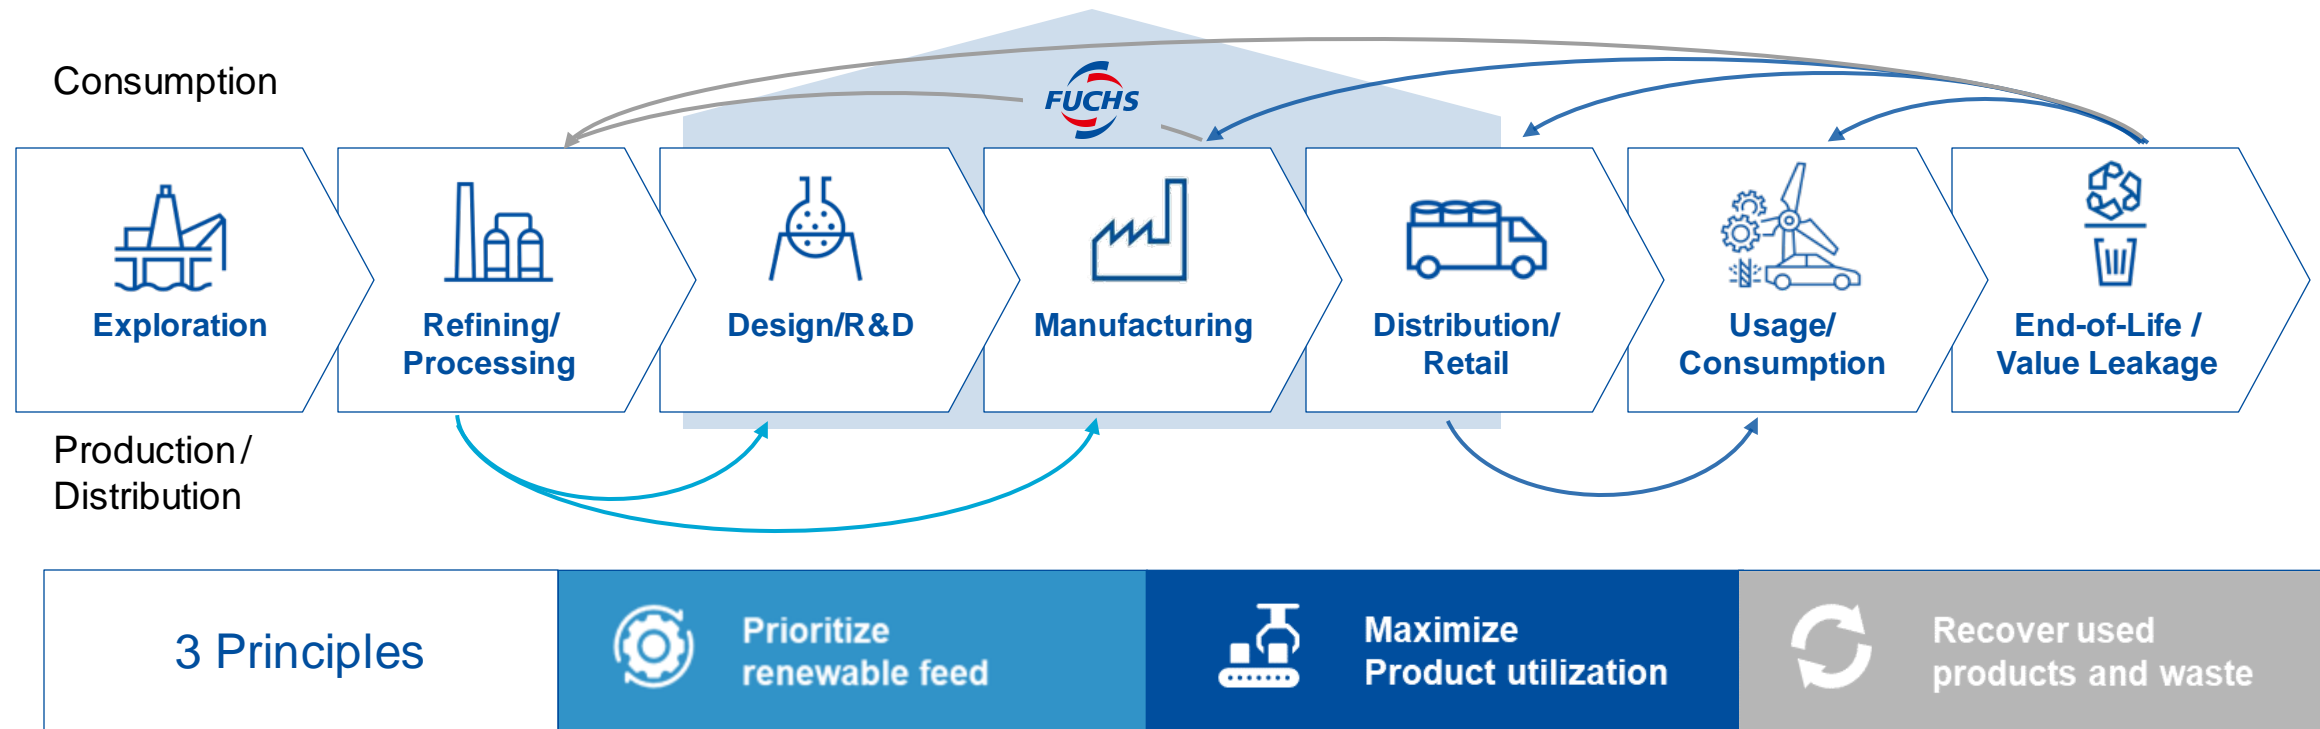 Consumption
FUCHS
Exploration
Refining/
Processing
Design/R&D
Manufacturing
Distribution/
Retail
Usage/
Consumption
End-of-Life /
Value Leakage
Production/
Distribution
3 Principles
Prioritize
renewable feed
Maximize
Product utilization
Recover used
products and waste